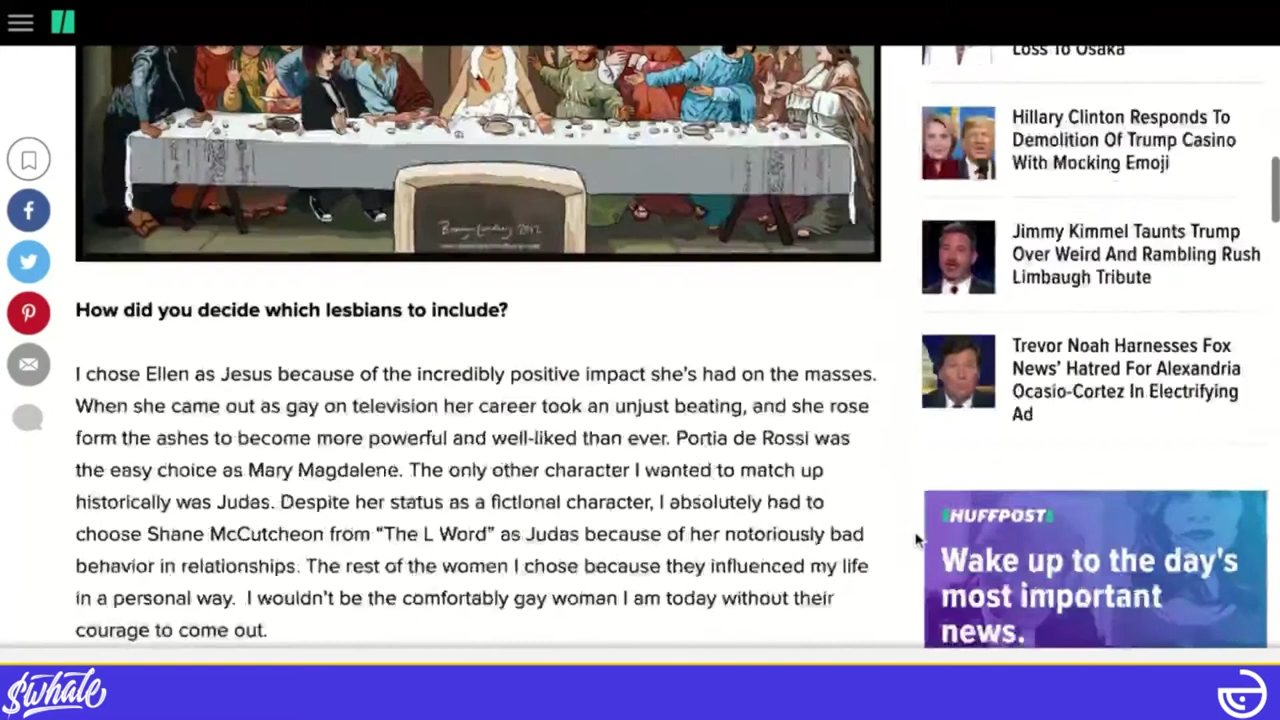 Loss To Osaka
Hillary Clinton Responds To
Demolition Of Trump Casino
With Mocking Emoji
Jimmy Kimmel Taunts Trump
Over Weird And Rambling Rush
Limbaugh Tribute
Trevor Noah Harnesses Fox
News' Hatred For Alexandria
Ocasio-Cortez In Electrifying
Ad
How did you decide which lesbians to include?
I chose Ellen as Jesus because of the incredibly positive impact she's had on the masses.
When she came out as gay on television her career took an unjust beating, and she rose
form the ashes to become more powerful and well-liked than ever. Portia de Rossi was
the easy choice as Mary Magdalene. The only other character I wanted to match up
historically was Judas. Despite her status as a fictional character, I absolutely had to
choose Shane McCutcheon from “The L Word” as Judas because of her notoriously bad
behavior in relationships. The rest of the women I chose because they influenced my life
in a personal way. I wouldn't be the comfortably gay woman I am today without their
courage to come out.
HUFFPOST
Wake up to the day's
most important
news.
$whale